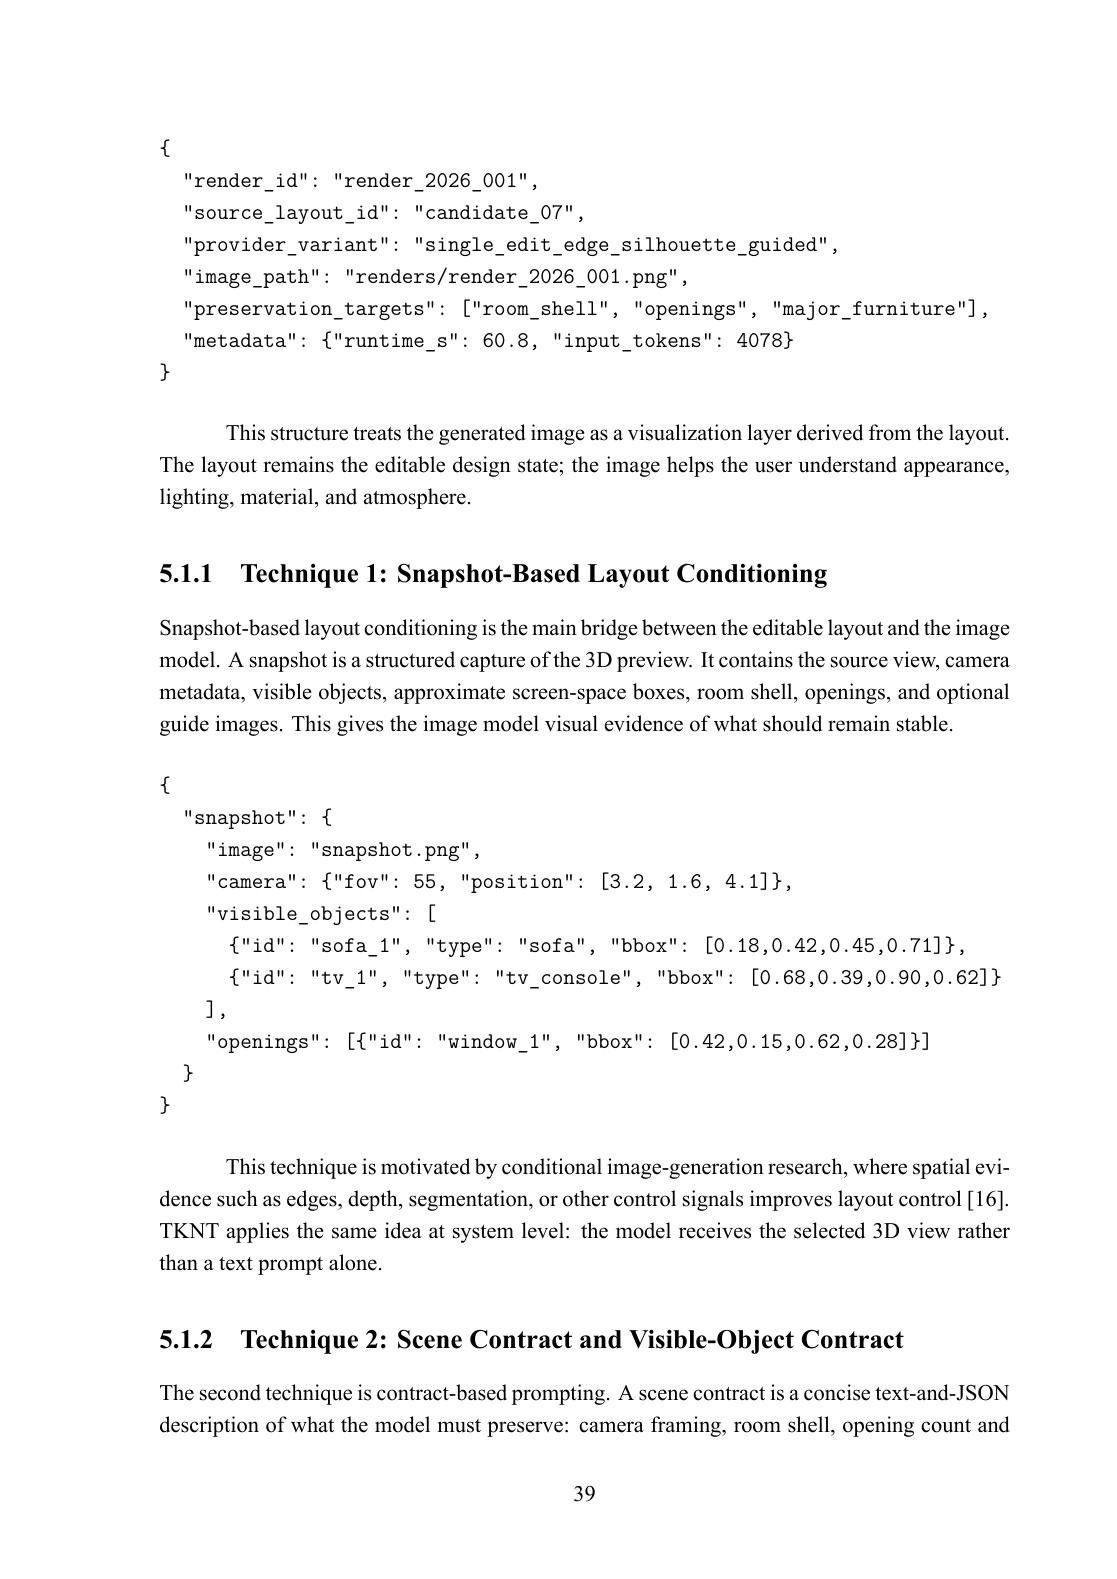 {
  "render_id": "render_2026_001",
  "source_layout_id": "candidate_07",
  "provider_variant": "single_edit_edge_silhouette_guided",
  "image_path": "renders/render_2026_001.png",
  "preservation_targets": ["room_shell", "openings", "major_furniture"],
  "metadata": {"runtime_s": 60.8, "input_tokens": 4078}
}
This structure treats the generated image as a visualization layer derived from the layout.
The layout remains the editable design state; the image helps the user understand appearance,
lighting, material, and atmosphere.
5.1.1 Technique 1: Snapshot-Based Layout Conditioning
Snapshot-based layout conditioning is the main bridge between the editable layout and the image
model. A snapshot is a structured capture of the 3D preview. It contains the source view, camera
metadata, visible objects, approximate screen-space boxes, room shell, openings, and optional
guide images. This gives the image model visual evidence of what should remain stable.
{
  "snapshot": {
    "image": "snapshot.png",
    "camera": {"fov": 55, "position": [3.2, 1.6, 4.1]},
    "visible_objects": [
      {"id": "sofa_1", "type": "sofa", "bbox": [0.18,0.42,0.45,0.71]},
      {"id": "tv_1", "type": "tv_console", "bbox": [0.68,0.39,0.90,0.62]}
    ],
    "openings": [{"id": "window_1", "bbox": [0.42,0.15,0.62,0.28]}]
  }
}
This technique is motivated by conditional image-generation research, where spatial evi-
dence such as edges, depth, segmentation, or other control signals improves layout control [16].
TKNT applies the same idea at system level: the model receives the selected 3D view rather
than a text prompt alone.
5.1.2 Technique 2: Scene Contract and Visible-Object Contract
The second technique is contract-based prompting. A scene contract is a concise text-and-JSON
description of what the model must preserve: camera framing, room shell, opening count and
39